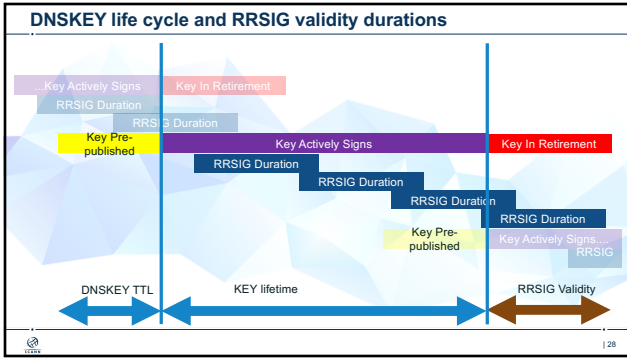 DNSKEY life cycle and RRSIG validity durations
...Key Actively Signs
Key In Retirement
RRSIG Duration
RRSIG Duration
Key Pre-
published
Key Actively Signs
Key In Retirement
RRSIG Duration
RRSIG Duration
RRSIG Duration
RRSIG Duration
Key Pre-
published
Key Actively Signs....
RRSIG
DNSKEY TTL
KEY lifetime
RRSIG Validity
ICANN
| 28